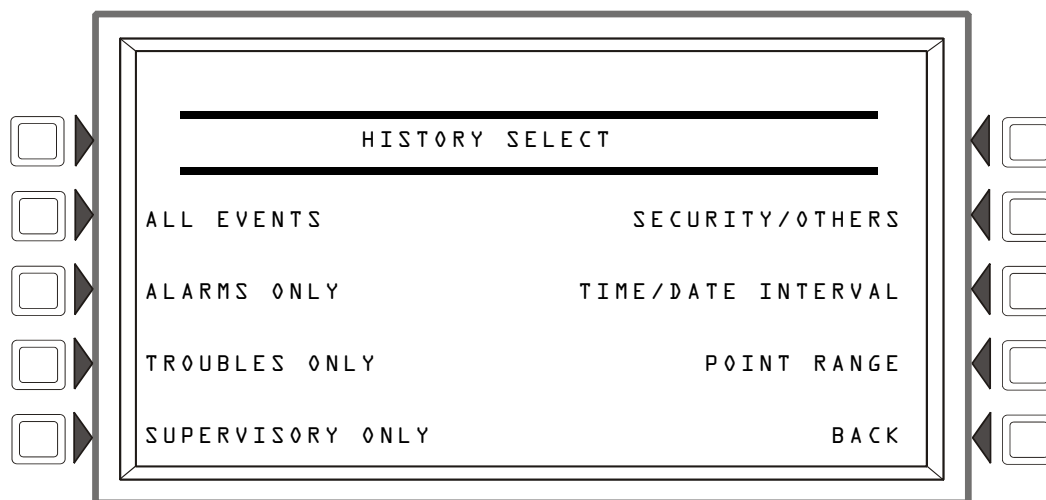 HISTORY SELECT
ALL EVENTS SECURITY/OTHERS
ALARMS ONLY TIME/DATE INTERVAL
TROUBLES ONLY POINT RANGE
SUPERVISORY ONLY BACK